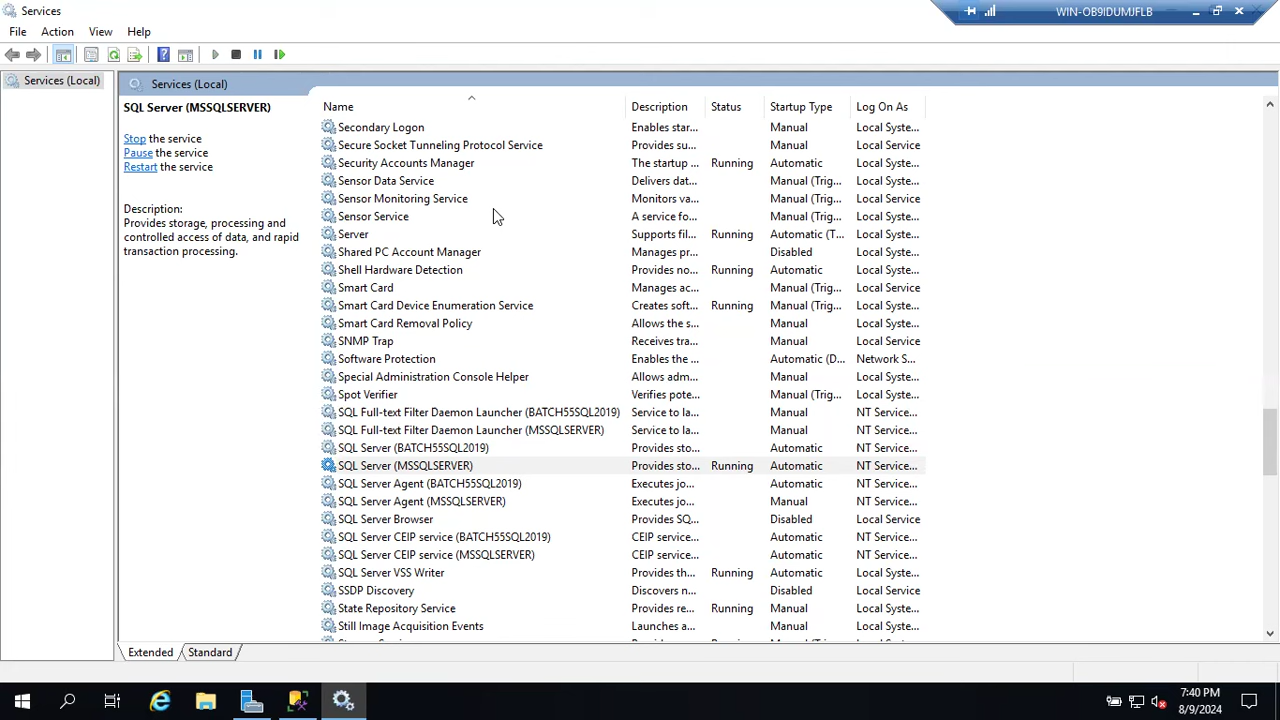 Services
WIN-OB9IDUMJFLB
File Action View Help
Services (Local)
Services (Local)
SQL Server (MSSQLSERVER)
Stop the service
Pause the service
Restart the service
Description:
Provides storage, processing and
controlled access of data, and rapid
transaction processing.
Name Description Status Startup Type Log On As
Secondary Logon Enables star... Manual Local Syste...
Secure Socket Tunneling Protocol Service Provides su... Manual Local Service
Security Accounts Manager The startup ... Running Automatic Local Syste...
Sensor Data Service Delivers dat... Manual (Trig... Local Syste...
Sensor Monitoring Service Monitors va... Manual (Trig... Local Service
Sensor Service A service fo... Manual (Trig... Local Syste...
Server Supports fil... Running Automatic (T... Local Syste...
Shared PC Account Manager Manages pr... Disabled Local Syste...
Shell Hardware Detection Provides no... Running Automatic Local Syste...
Smart Card Manages ac... Manual (Trig... Local Service
Smart Card Device Enumeration Service Creates soft... Running Manual (Trig... Local Syste...
Smart Card Removal Policy Allows the s... Manual Local Syste...
SNMP Trap Receives tra... Manual Local Service
Software Protection Enables the ... Automatic (D... Network S...
Special Administration Console Helper Allows adm... Manual Local Syste...
Spot Verifier Verifies pote... Manual (Trig... Local Syste...
SQL Full-text Filter Daemon Launcher (BATCH55SQL2019) Service to la... Manual NT Service...
SQL Full-text Filter Daemon Launcher (MSSQLSERVER) Service to la... Manual NT Service...
SQL Server (BATCH55SQL2019) Provides sto... Automatic NT Service...
SQL Server (MSSQLSERVER) Provides sto... Running Automatic NT Service...
SQL Server Agent (BATCH55SQL2019) Executes jo... Automatic NT Service...
SQL Server Agent (MSSQLSERVER) Executes jo... Manual NT Service...
SQL Server Browser Provides SQ... Disabled Local Service
SQL Server CEIP service (BATCH55SQL2019) CEIP service... Automatic NT Service...
SQL Server CEIP service (MSSQLSERVER) CEIP service... Automatic NT Service...
SQL Server VSS Writer Provides th... Running Automatic Local Syste...
SSDP Discovery Discovers n... Disabled Local Service
State Repository Service Provides re... Running Manual Local Syste...
Still Image Acquisition Events Launches a... Manual Local Syste...
Extended Standard
7:40 PM
8/9/2024